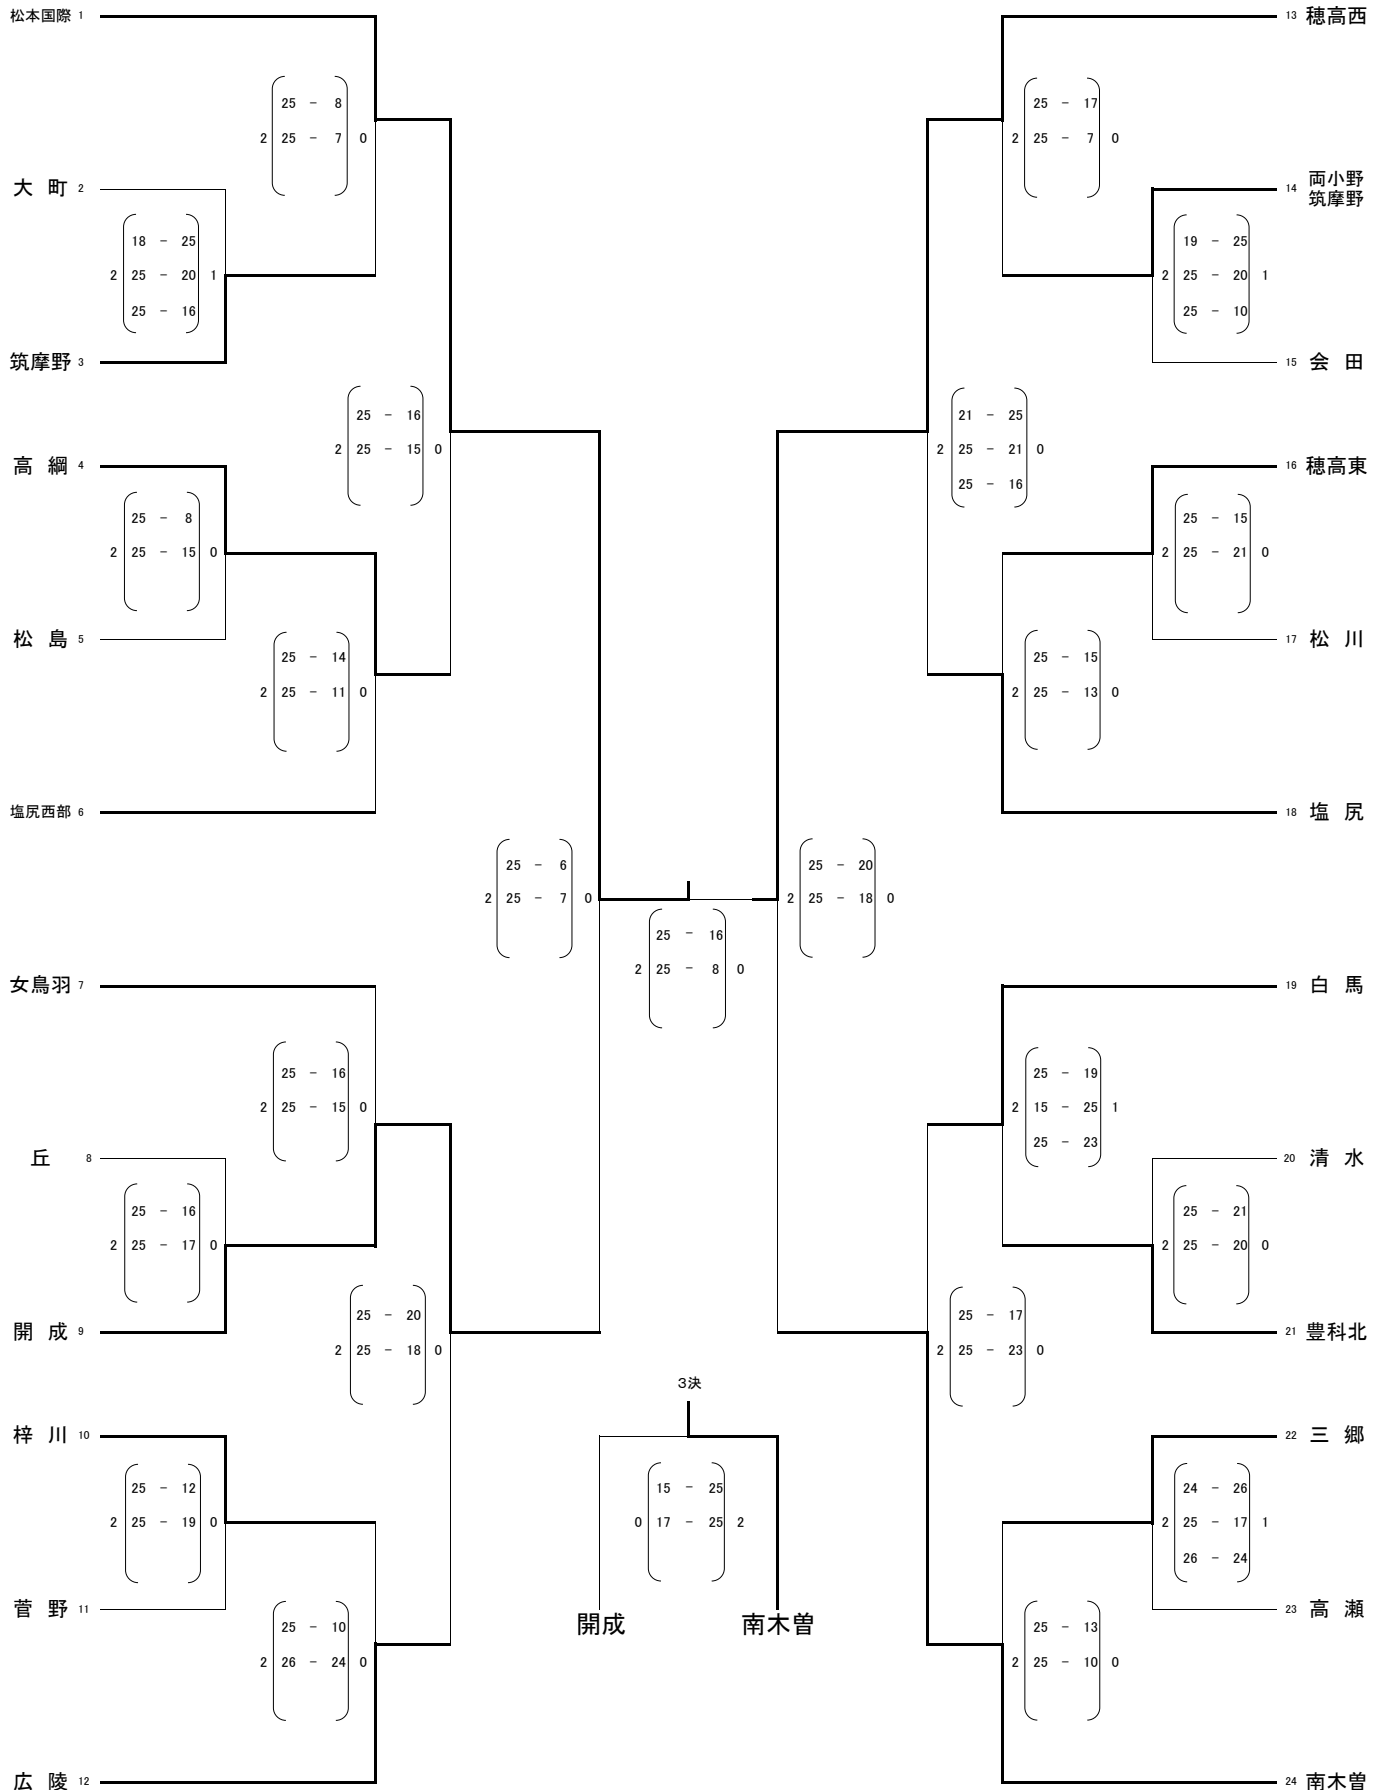 松本国際 1
25 - 8
2 25 - 7 0
大 町 2
18 - 25
2 25 - 20 1
25 - 16
筑摩野 3
25 - 16
2 25 - 15 0
高 綱 4
25 - 8
2 25 - 15 0
松 島 5
25 - 14
2 25 - 11 0
塩尻西部 6
25 - 6
2 25 - 7 0
女鳥羽 7
25 - 16
2 25 - 15 0
丘 8
25 - 16
2 25 - 17 0
開 成 9
25 - 20
2 25 - 18 0
梓 川 10
25 - 12
2 25 - 19 0
菅 野 11
25 - 10
2 26 - 24 0
広 陵 12
25 - 16
2 25 - 8 0
3決
15 - 25
0 17 - 25 2
開成
南木曽
13 穂高西
25 - 17
2 25 - 7 0
14 両小野
筑摩野
19 - 25
2 25 - 20 1
25 - 10
15 会 田
21 - 25
2 25 - 21 0
25 - 16
16 穂高東
25 - 15
2 25 - 21 0
17 松 川
25 - 15
2 25 - 13 0
18 塩 尻
25 - 20
2 25 - 18 0
19 白 馬
25 - 19
2 15 - 25 1
25 - 23
20 清 水
25 - 21
2 25 - 20 0
21 豊科北
25 - 17
2 25 - 23 0
22 三 郷
24 - 26
2 25 - 17 1
26 - 24
23 高 瀬
25 - 13
2 25 - 10 0
24 南木曽